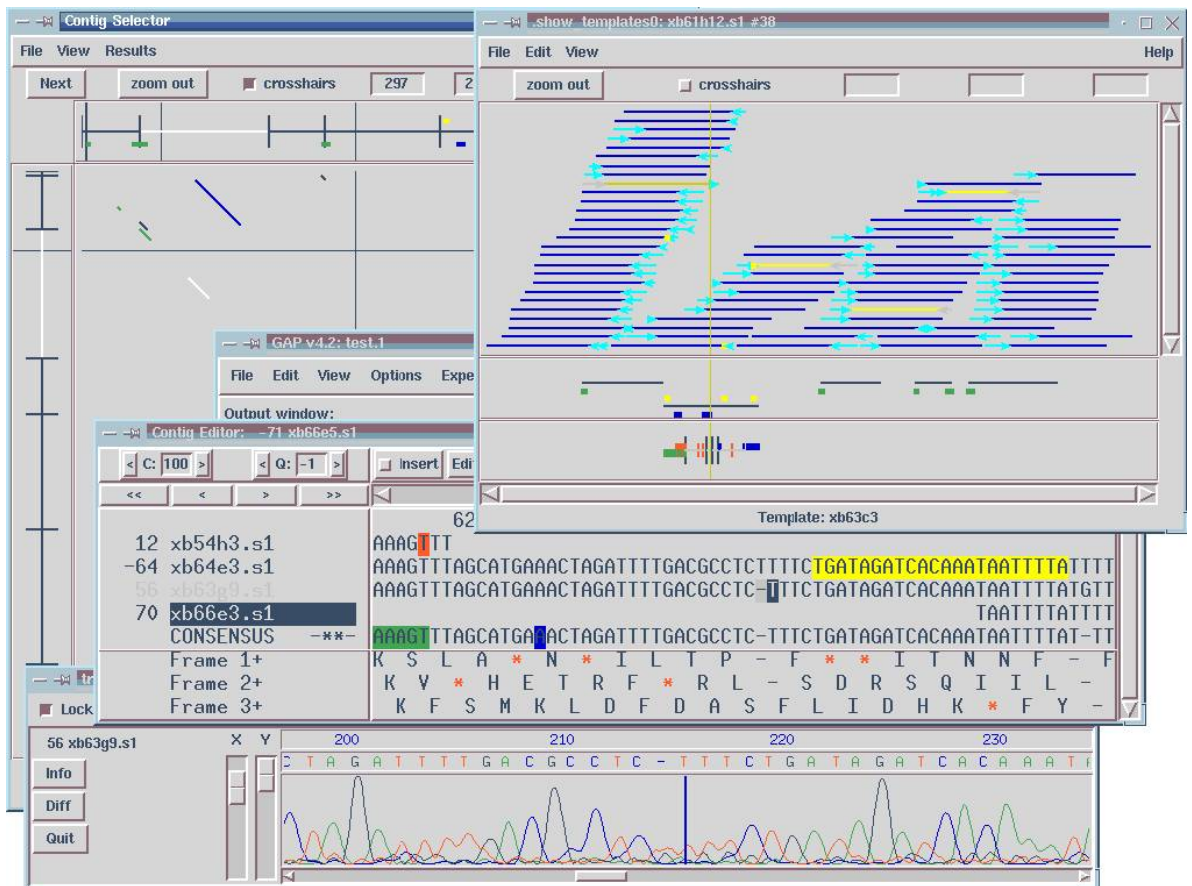 Contig Selector
File View Results
Next zoom out crosshairs 297
.show_templates0: xb61h12.s1 #38
File Edit View Help
zoom out crosshairs
Template: xb63c3
GAP v4.2: test.1
File Edit View Options Expe
Output window:
Contig Editor: -71 xb66e5.s1
< C: 100 > < Q: -1 > Insert Edi
<< < > >>
62
12 xb54h3.s1 AAAGTTT
-64 xb64e3.s1 AAAGTTTAGCATGAAACTAGATTTTGACGCCTCTTTTCTGATAGATCACAAATAATTTTATTTT
56 xb63g9.s1 AAAGTTTAGCATGAAACTAGATTTTGACGCCTC-TTTCTGATAGATCACAAATAATTTTATGTT
70 xb66e3.s1 TAATTTTATTTT
CONSENSUS -**- AAAGTTTAGCATGAAACTAGATTTTGACGCCTC-TTTCTGATAGATCACAAATAATTTTAT-TT
Frame 1+ K S L A * N * I L T P - F * * I T N N F - F
Frame 2+ K V * H E T R F * R L - S D R S Q I I L -
Frame 3+ K F S M K L D F D A S F L I D H K * F Y -
Lock
56 xb63g9.s1 X Y 200 210 220 230
Info
Diff
Quit
C T A G A T T T T G A C G C C T C - T T T C T G A T A G A T C A C A A A T A